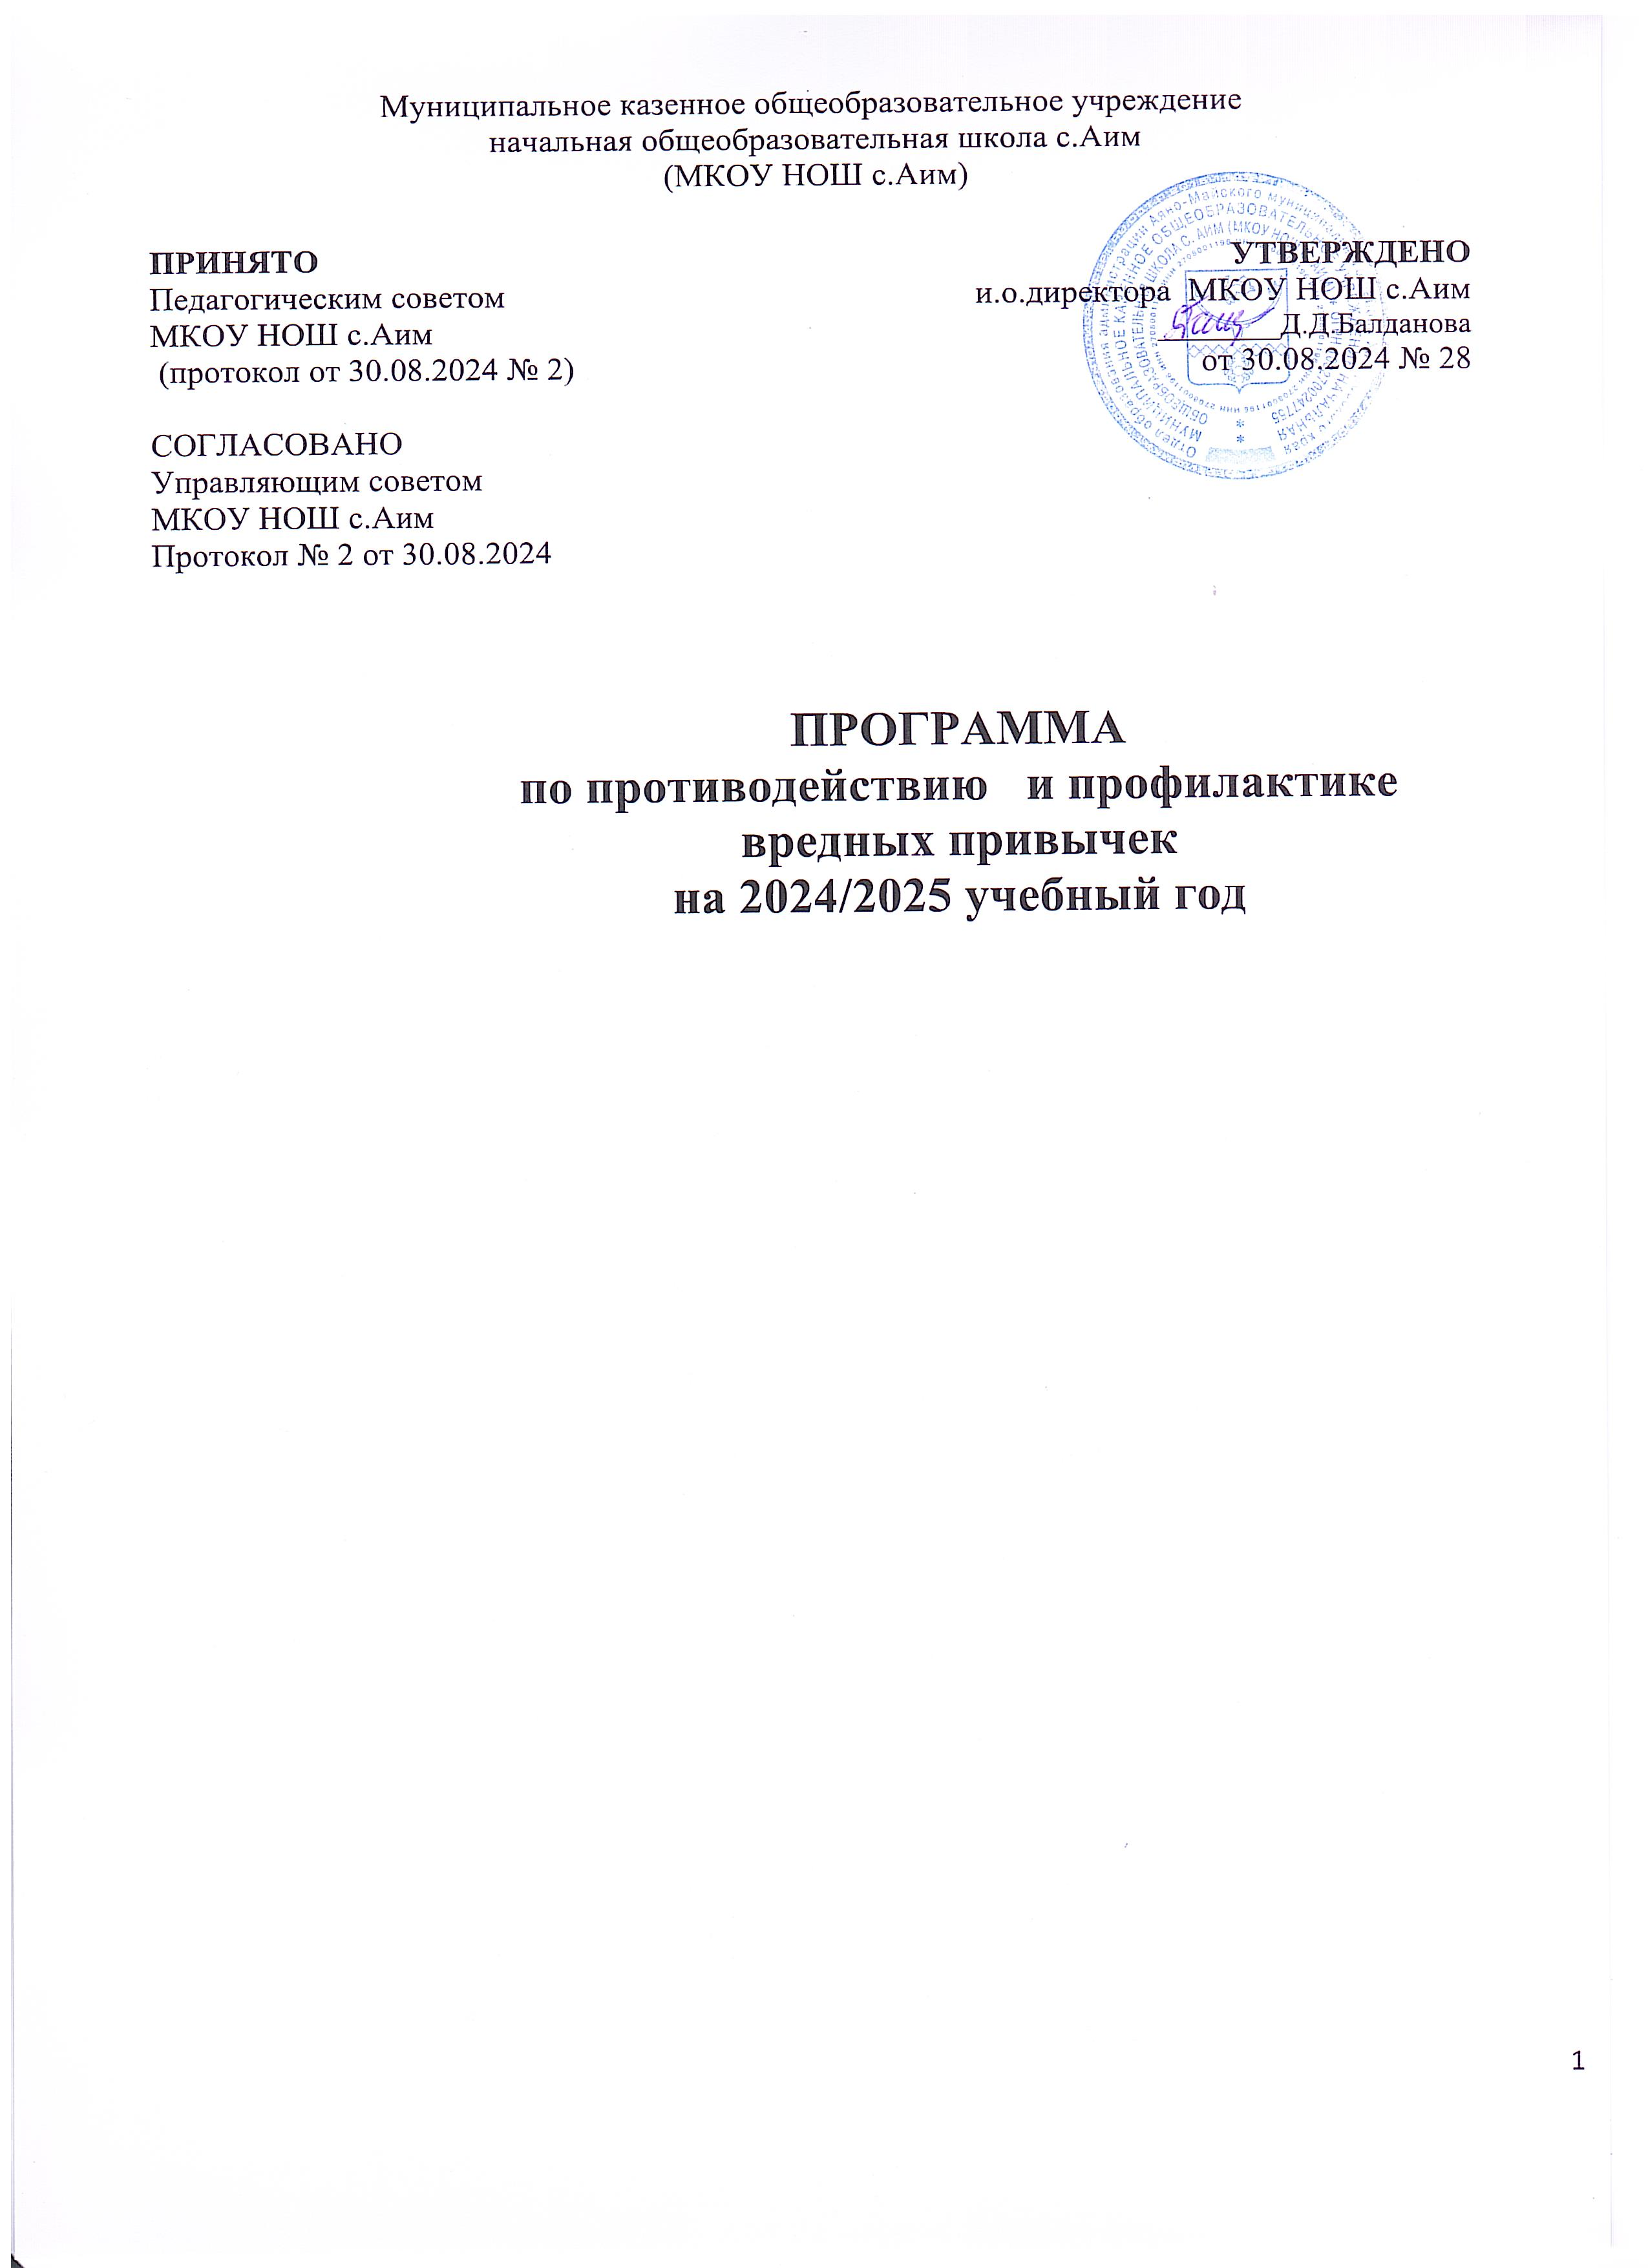 Муниципальное казенное общеобразовательное учреждение
начальная общеобразовательная школа с.Аим
(МКОУ НОШ с.Аим)
ПРИНЯТО
Педагогическим советом
МКОУ НОШ с.Аим
(протокол от 30.08.2024 № 2)
УТВЕРЖДЕНО
и.о.директора МКОУ НОШ с.Аим
Д.Д.Балданова
от 30.08.2024 № 28
СОГЛАСОВАНО
Управляющим советом
МКОУ НОШ с.Аим
Протокол № 2 от 30.08.2024
ПРОГРАММА
по противодействию и профилактике
вредных привычек
на 2024/2025 учебный год
1